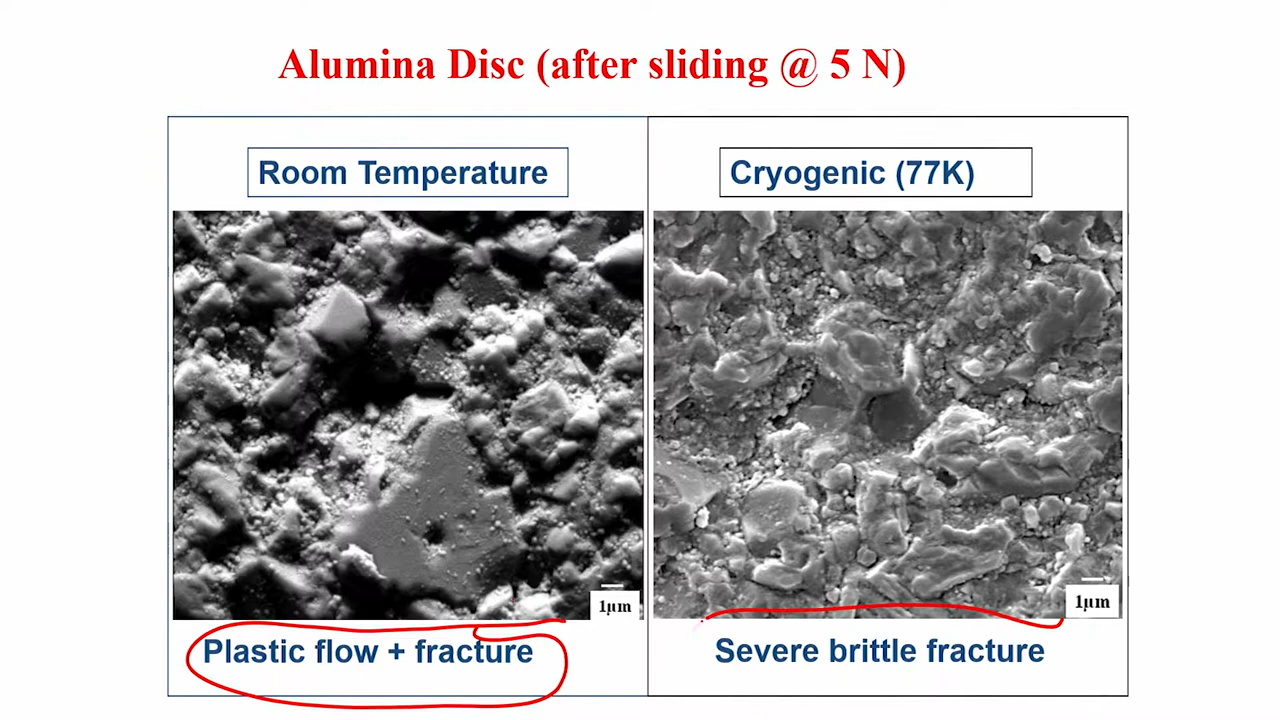 Alumina Disc (after sliding @ 5 N)
Room Temperature
Cryogenic (77K)
1µm
1µm
Plastic flow + fracture
Severe brittle fracture